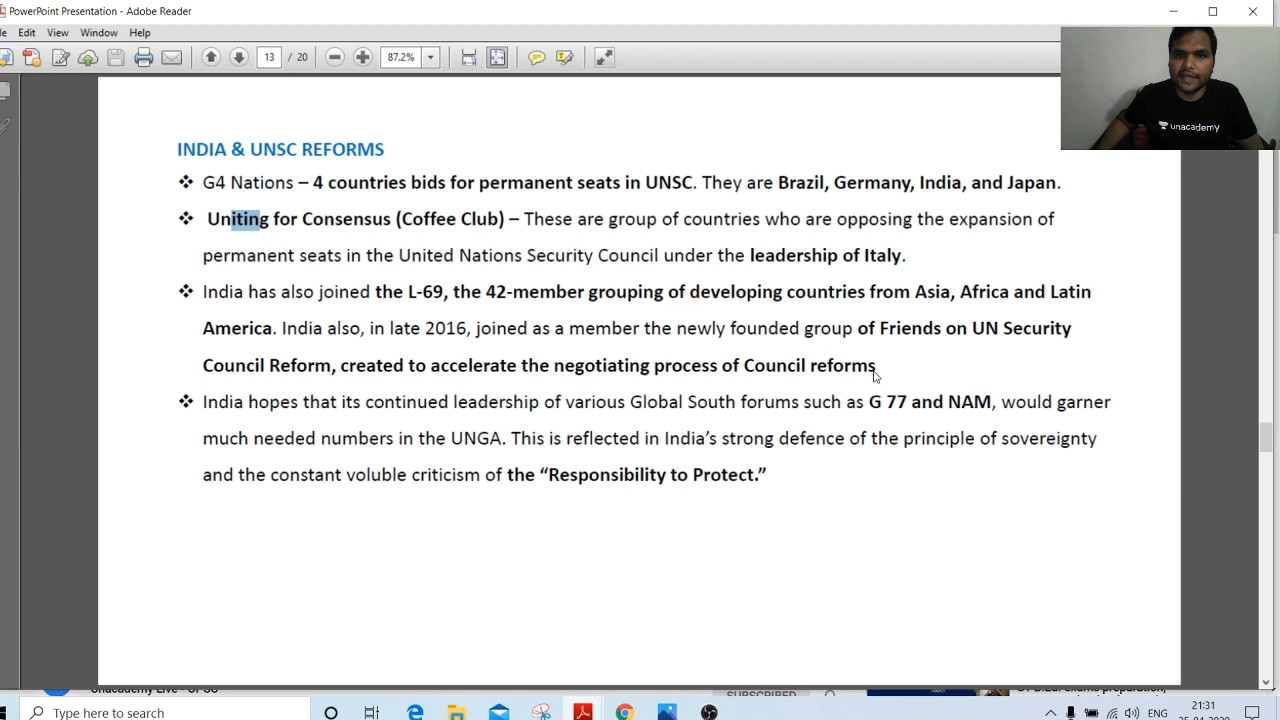 PowerPoint Presentation - Adobe Reader
Edit View Window Help
13 / 20 87.2%
unacademy
INDIA & UNSC REFORMS
❖ G4 Nations – 4 countries bids for permanent seats in UNSC. They are Brazil, Germany, India, and Japan.
❖ Uniting for Consensus (Coffee Club) – These are group of countries who are opposing the expansion of
permanent seats in the United Nations Security Council under the leadership of Italy.
❖ India has also joined the L-69, the 42-member grouping of developing countries from Asia, Africa and Latin
America. India also, in late 2016, joined as a member the newly founded group of Friends on UN Security
Council Reform, created to accelerate the negotiating process of Council reforms
❖ India hopes that its continued leadership of various Global South forums such as G 77 and NAM, would garner
much needed numbers in the UNGA. This is reflected in India's strong defence of the principle of sovereignty
and the constant voluble criticism of the “Responsibility to Protect.”
Type here to search
ENG
21:31